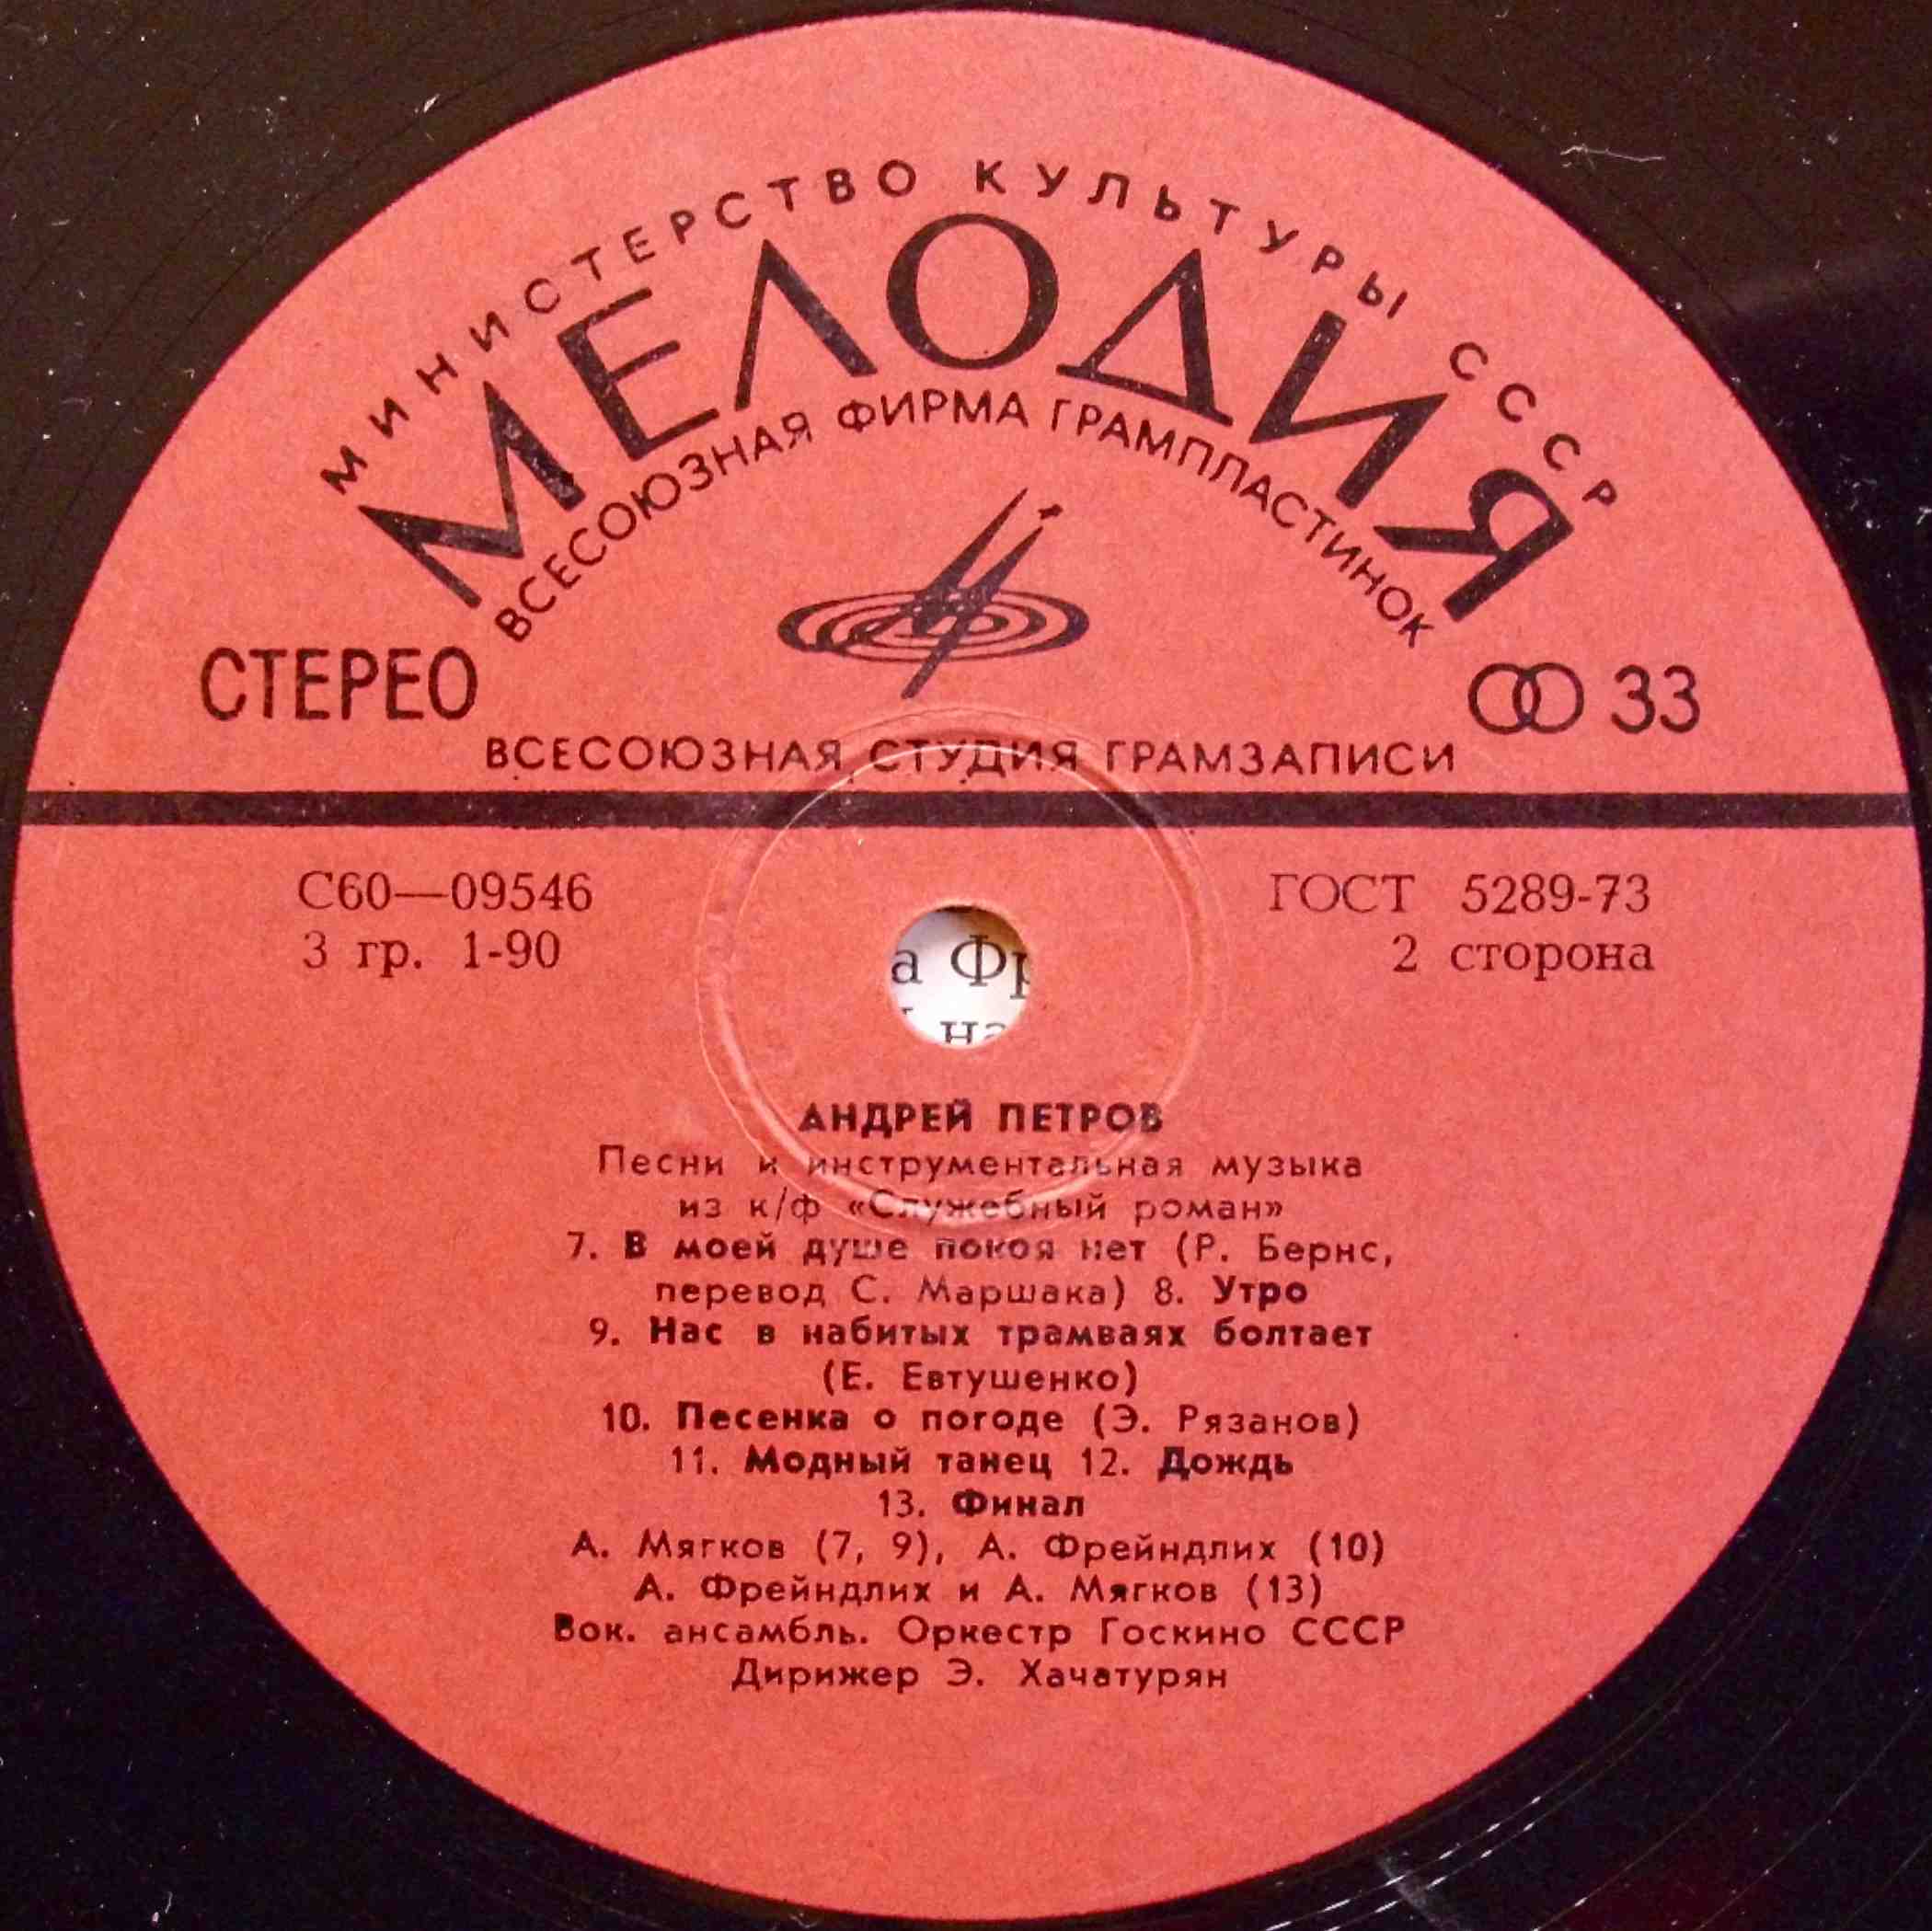 МИНИСТЕРСТВО КУЛЬТУРЫ СССР
МЕЛОДИЯ
ВСЕСОЮЗНАЯ ФИРМА ГРАМПЛАСТИНОК
СТЕРЕО
33
ВСЕСОЮЗНАЯ СТУДИЯ ГРАМЗАПИСИ
С60—09546
ГОСТ 5289-73
3 гр. 1-90
2 сторона
АНДРЕЙ ПЕТРОВ
Песни и инструментальная музыка
из к/ф «Служебный роман»
7. В моей душе покоя нет (Р. Бернс,
перевод С. Маршака) 8. Утро
9. Нас в набитых трамваях болтает
(Е. Евтушенко)
10. Песенка о погоде (Э. Рязанов)
11. Модный танец 12. Дождь
13. Финал
А. Мягков (7, 9), А. Фрейндлих (10)
А. Фрейндлих и А. Мягков (13)
Вок. ансамбль. Оркестр Госкино СССР
Дирижер Э. Хачатурян